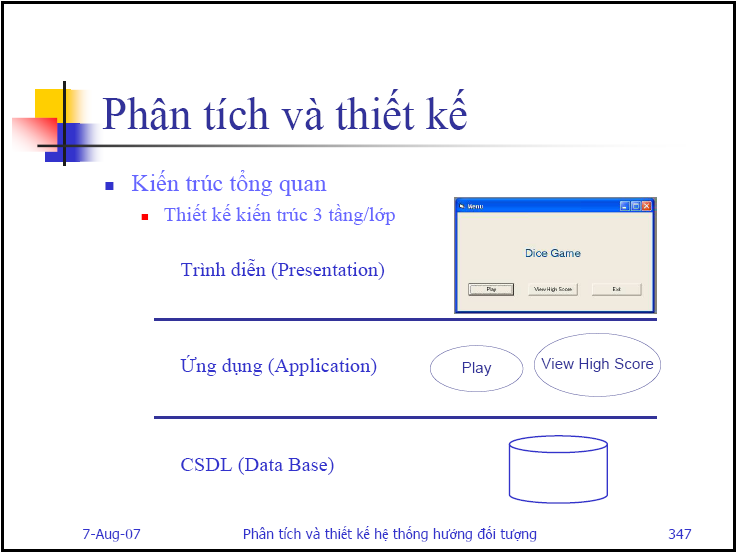 Phân tích và thiết kế
Kiến trúc tổng quan
Thiết kế kiến trúc 3 tầng/lớp
Menu
Dice Game
Play
View High Score
Exit
Trình diễn (Presentation)
Ứng dụng (Application)
Play
View High Score
CSDL (Data Base)
7-Aug-07
Phân tích và thiết kế hệ thống hướng đối tượng
347